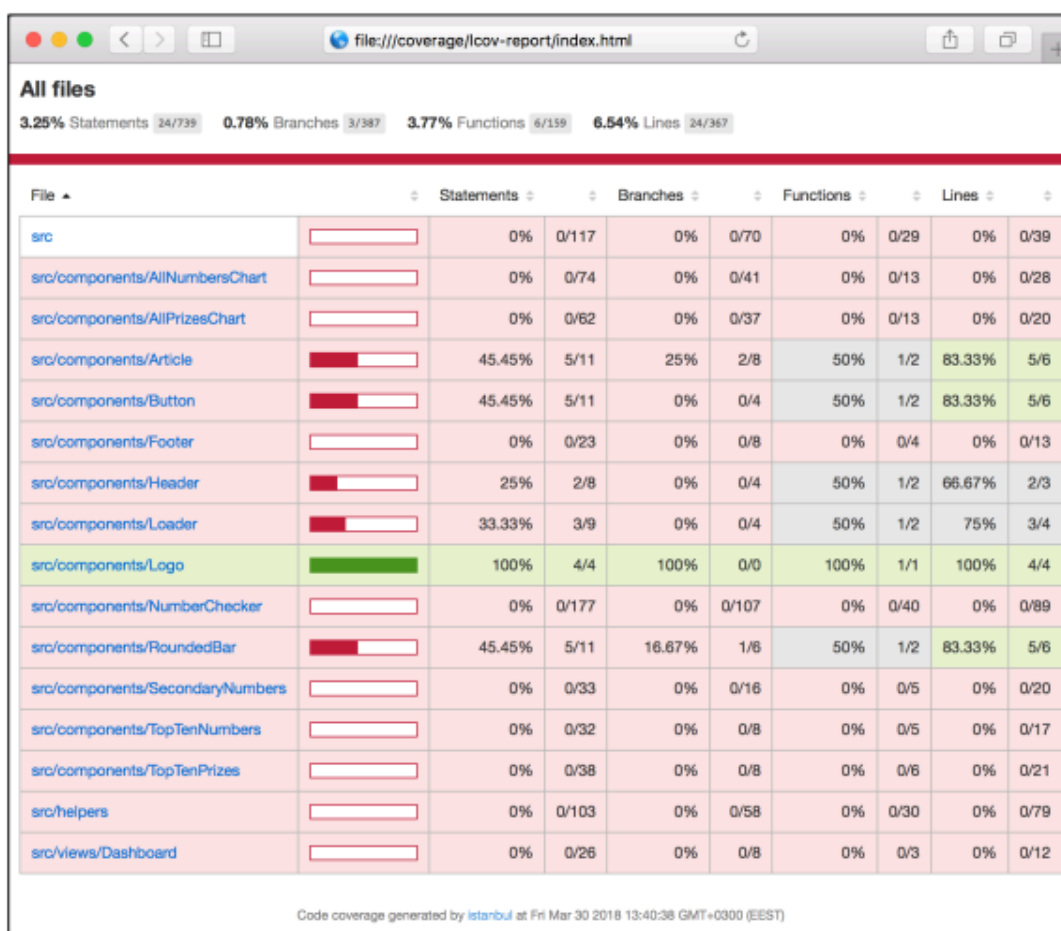 file:///coverage/lcov-report/index.html
All files
3.25% Statements 24/739 0.78% Branches 3/387 3.77% Functions 6/159 6.54% Lines 24/367
File Statements Branches Functions Lines
src 0% 0/117 0% 0/70 0% 0/29 0% 0/39
src/components/AllNumbersChart 0% 0/74 0% 0/41 0% 0/13 0% 0/28
src/components/AllPrizesChart 0% 0/62 0% 0/37 0% 0/13 0% 0/20
src/components/Article 45.45% 5/11 25% 2/8 50% 1/2 83.33% 5/6
src/components/Button 45.45% 5/11 0% 0/4 50% 1/2 83.33% 5/6
src/components/Footer 0% 0/23 0% 0/8 0% 0/4 0% 0/13
src/components/Header 25% 2/8 0% 0/4 50% 1/2 66.67% 2/3
src/components/Loader 33.33% 3/9 0% 0/4 50% 1/2 75% 3/4
src/components/Logo 100% 4/4 100% 0/0 100% 1/1 100% 4/4
src/components/NumberChecker 0% 0/177 0% 0/107 0% 0/40 0% 0/89
src/components/RoundedBar 45.45% 5/11 16.67% 1/6 50% 1/2 83.33% 5/6
src/components/SecondaryNumbers 0% 0/33 0% 0/16 0% 0/5 0% 0/20
src/components/TopTenNumbers 0% 0/32 0% 0/8 0% 0/5 0% 0/17
src/components/TopTenPrizes 0% 0/38 0% 0/8 0% 0/6 0% 0/21
src/helpers 0% 0/103 0% 0/58 0% 0/30 0% 0/79
src/views/Dashboard 0% 0/26 0% 0/8 0% 0/3 0% 0/12
Code coverage generated by istanbul at Fri Mar 30 2018 13:40:38 GMT+0300 (EEST)